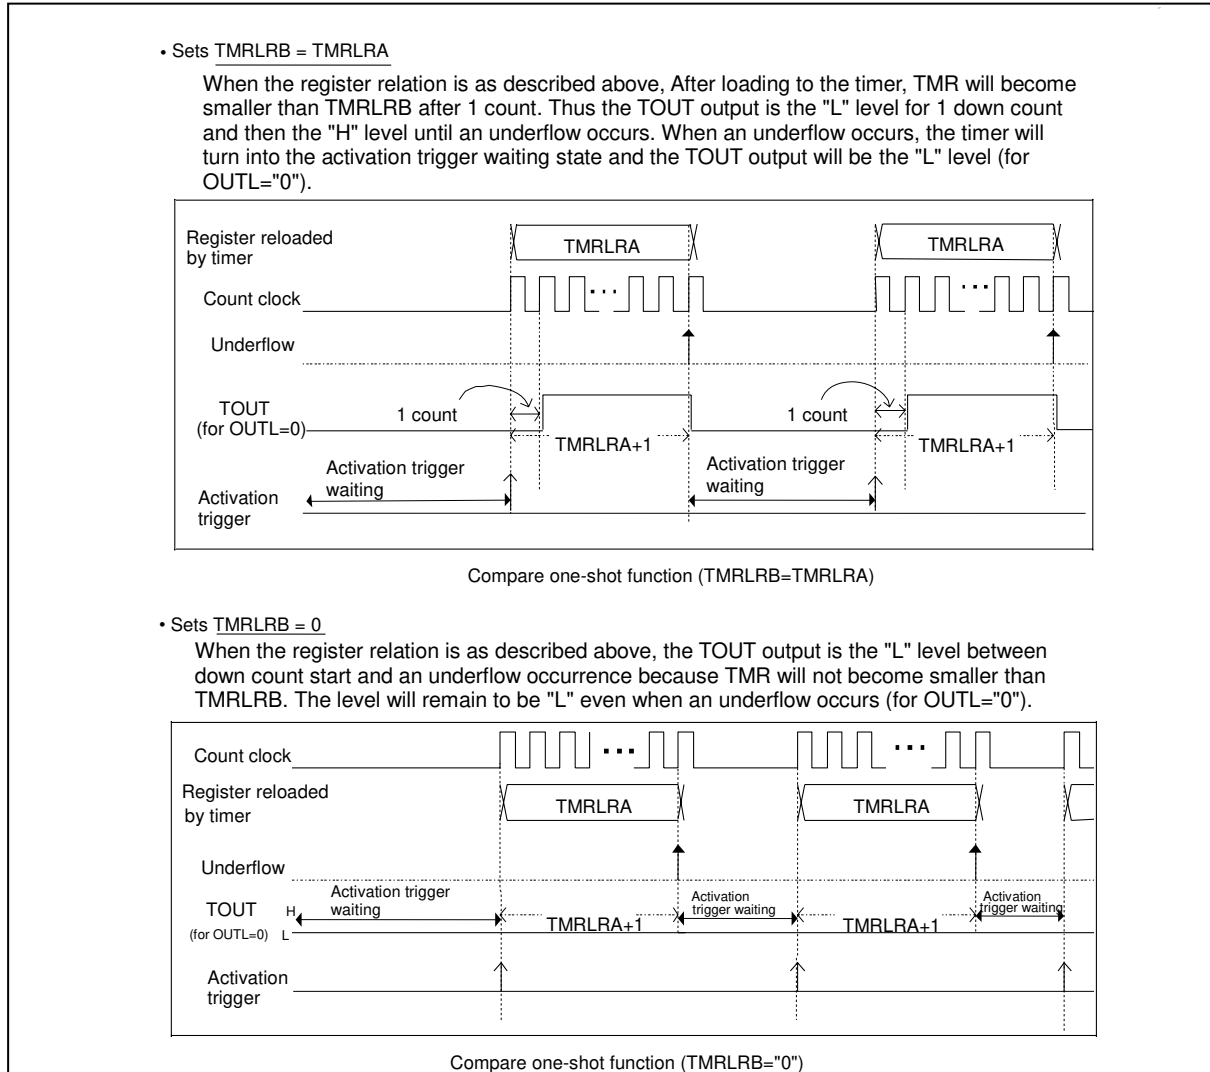 • Sets TMRLRB = TMRLRA
When the register relation is as described above, After loading to the timer, TMR will become
smaller than TMRLRB after 1 count. Thus the TOUT output is the "L" level for 1 down count
and then the "H" level until an underflow occurs. When an underflow occurs, the timer will
turn into the activation trigger waiting state and the TOUT output will be the "L" level (for
OUTL="0").
Register reloaded
by timer
TMRLRA
TMRLRA
Count clock
Underflow
TOUT
(for OUTL=0)
1 count
1 count
TMRLRA+1
TMRLRA+1
Activation trigger
waiting
Activation trigger
waiting
Activation
trigger
Compare one-shot function (TMRLRB=TMRLRA)
• Sets TMRLRB = 0
When the register relation is as described above, the TOUT output is the "L" level between
down count start and an underflow occurrence because TMR will not become smaller than
TMRLRB. The level will remain to be "L" even when an underflow occurs (for OUTL="0").
Count clock
Register reloaded
by timer
TMRLRA
TMRLRA
Underflow
Activation trigger
waiting
Activation
trigger waiting
Activation
trigger waiting
TOUT H
(for OUTL=0) L
TMRLRA+1
TMRLRA+1
Activation
trigger
Compare one-shot function (TMRLRB="0")